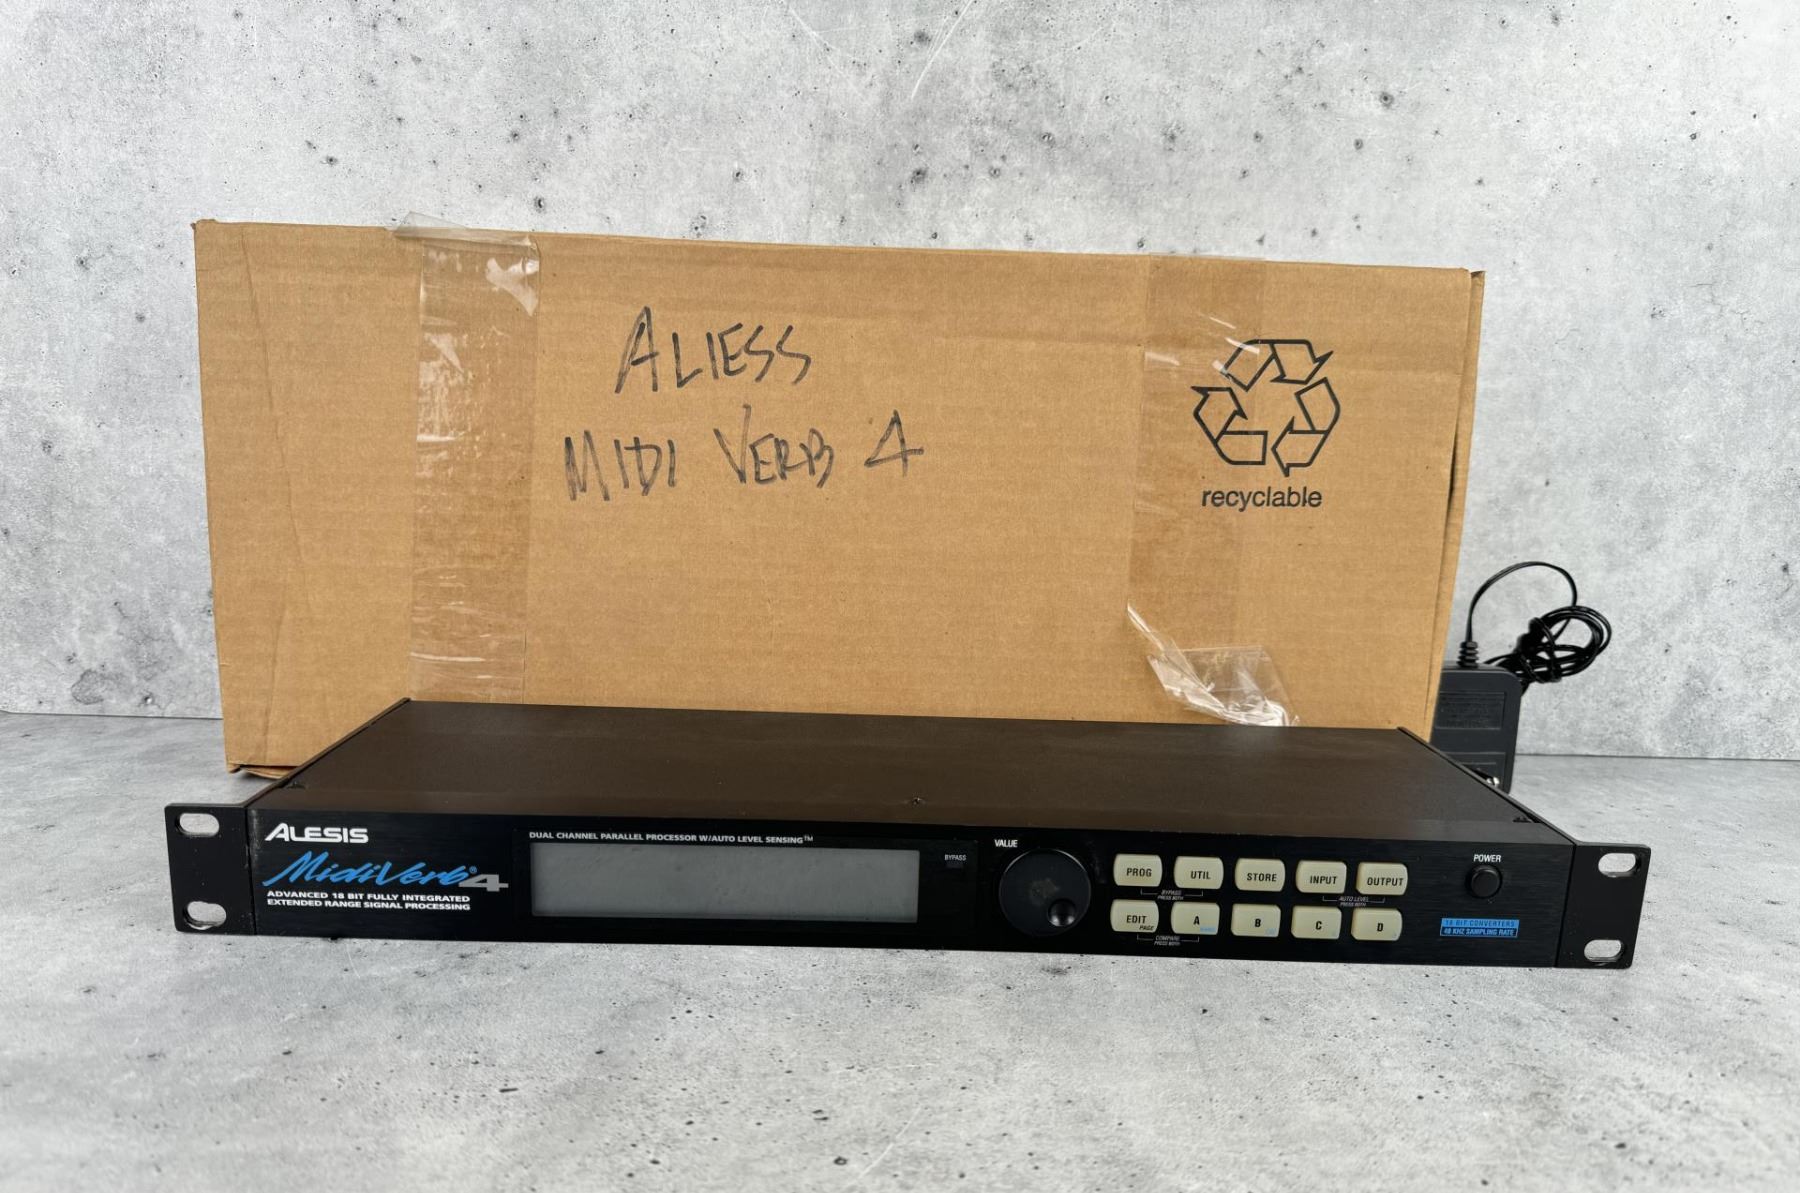 ALIESS
MIDI VERB 4
recyclable
ALESIS
MidiVerb® 4
ADVANCED 18 BIT FULLY INTEGRATED
EXTENDED RANGE SIGNAL PROCESSING
DUAL CHANNEL PARALLEL PROCESSOR W/AUTO LEVEL SENSING™
BYPASS
VALUE
PROG UTIL STORE INPUT OUTPUT
BYPASS
PRESS BOTH
AUTO LEVEL
PRESS BOTH
EDIT PAGE A B C D
COMPARE
PRESS BOTH
POWER
18 BIT CONVERTERS
48 KHZ SAMPLING RATE